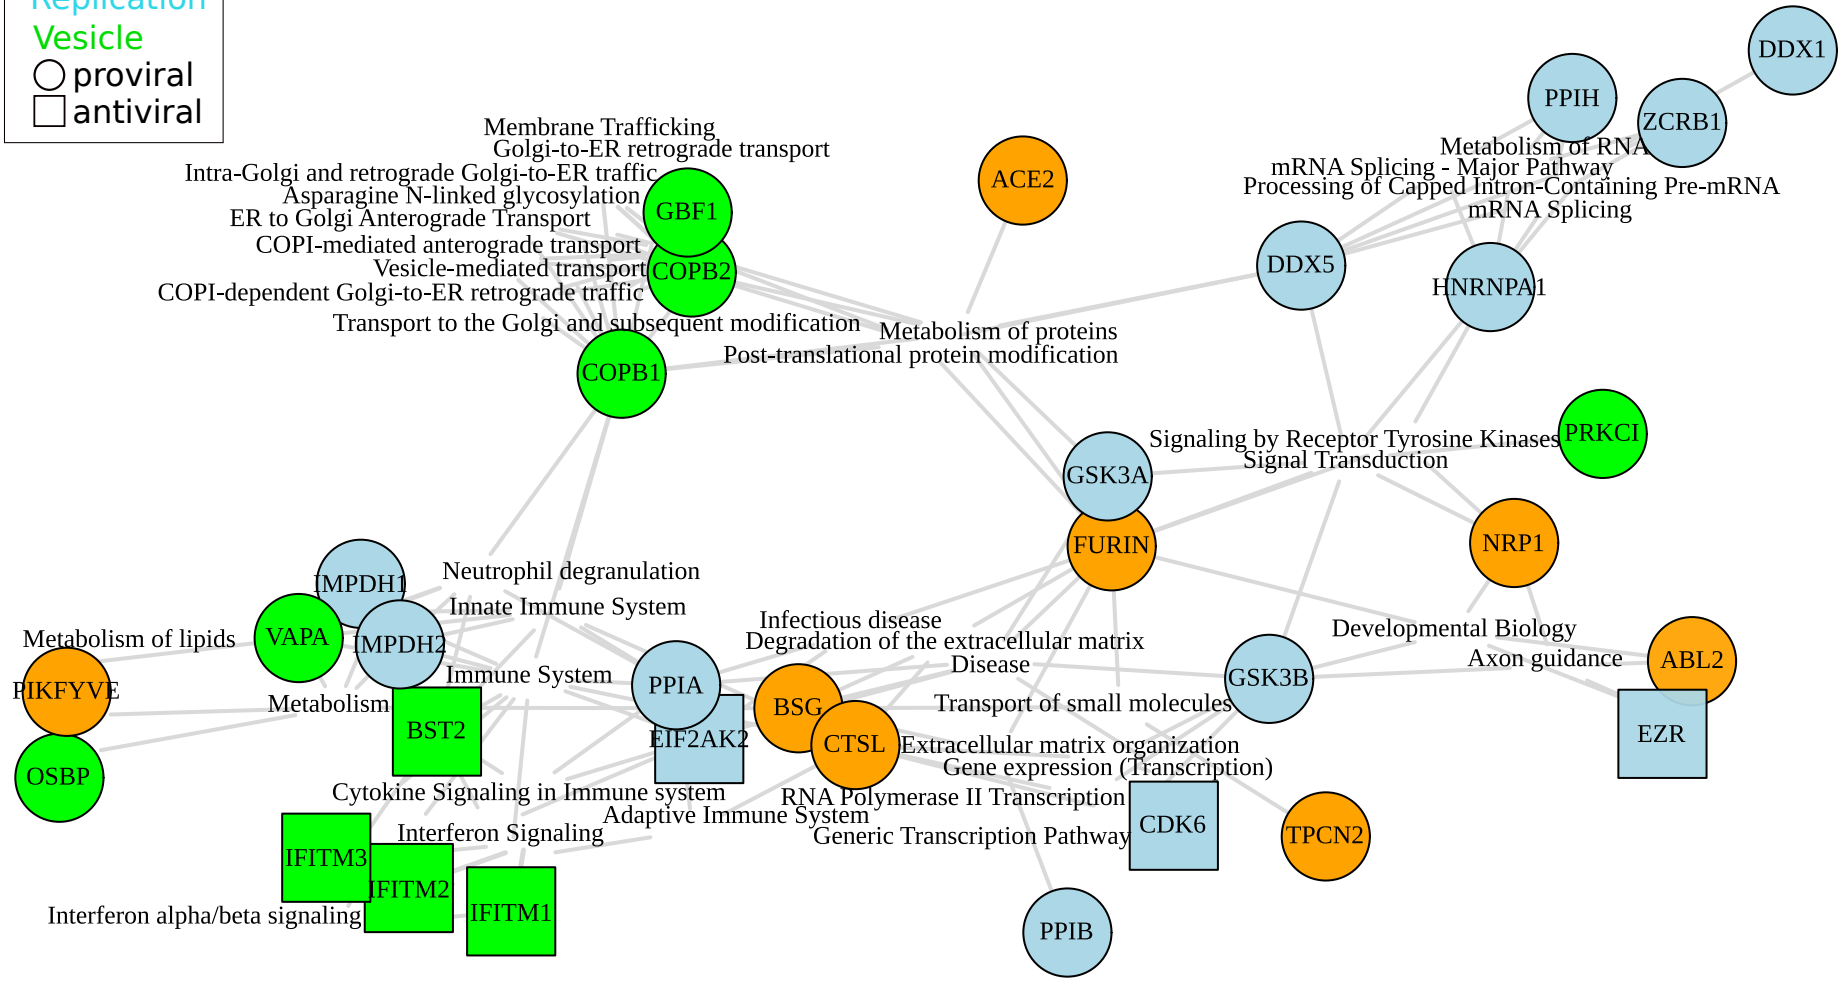 Replication
Vesicle
proviral
antiviral
DDX1
PPIH
ZCRB1
Membrane Trafficking
Golgi-to-ER retrograde transport
Metabolism of RNA
mRNA Splicing - Major Pathway
Intra-Golgi and retrograde Golgi-to-ER traffic
ACE2
Processing of Capped Intron-Containing Pre-mRNA
Asparagine N-linked glycosylation
GBF1
mRNA Splicing
ER to Golgi Anterograde Transport
COPI-mediated anterograde transport
Vesicle-mediated transport
COPB2
DDX5
HNRNPA1
COPI-dependent Golgi-to-ER retrograde traffic
Transport to the Golgi and subsequent modification
Metabolism of proteins
Post-translational protein modification
COPB1
Signaling by Receptor Tyrosine Kinases
PRKCI
Signal Transduction
GSK3A
FURIN
NRP1
Neutrophil degranulation
IMPDH1
Innate Immune System
Infectious disease
Developmental Biology
Metabolism of lipids
VAPA
IMPDH2
Degradation of the extracellular matrix
Disease
Axon guidance
ABL2
Immune System
PPIA
GSK3B
PIKFYVE
Metabolism
BSG
Transport of small molecules
BST2
EIF2AK2
CTSL
Extracellular matrix organization
EZR
Gene expression (Transcription)
OSBP
Cytokine Signaling in Immune system
RNA Polymerase II Transcription
Adaptive Immune System
CDK6
TPCN2
Interferon Signaling
Generic Transcription Pathway
IFITM3
IFITM2
IFITM1
Interferon alpha/beta signaling
PPIB